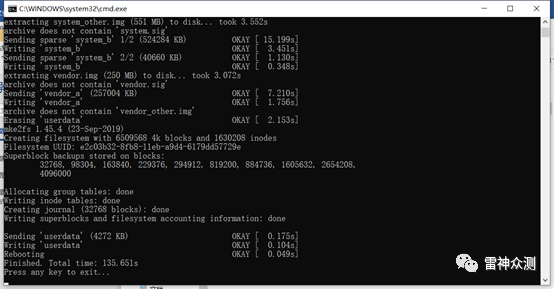 C:\WINDOWS\system32\cmd.exe
extracting system_other.img (551 MB) to disk... took 3.552s
archive does not contain 'system.sig'
Sending sparse 'system_b' 1/2 (524284 KB) OKAY [ 15.199s]
Writing 'system_b' OKAY [ 3.451s]
Sending sparse 'system_b' 2/2 (40660 KB) OKAY [ 1.130s]
Writing 'system_b' OKAY [ 0.348s]
extracting vendor.img (250 MB) to disk... took 3.072s
archive does not contain 'vendor.sig'
Sending 'vendor_a' (257004 KB) OKAY [ 7.210s]
Writing 'vendor_a' OKAY [ 1.756s]
archive does not contain 'vendor_other.img'
Erasing 'userdata' OKAY [ 2.153s]
mke2fs 1.45.4 (23-Sep-2019)
Creating filesystem with 6509568 4k blocks and 1630208 inodes
Filesystem UUID: e2c03b32-8fb8-11eb-a9d4-6179dd57729e
Superblock backups stored on blocks:
32768, 98304, 163840, 229376, 294912, 819200, 884736, 1605632, 2654208,
4096000
Allocating group tables: done
Writing inode tables: done
Creating journal (32768 blocks): done
Writing superblocks and filesystem accounting information: done
Sending 'userdata' (4272 KB) OKAY [ 0.175s]
Writing 'userdata' OKAY [ 0.104s]
Rebooting OKAY [ 0.049s]
Finished. Total time: 135.651s
Press any key to exit...
雷神众测